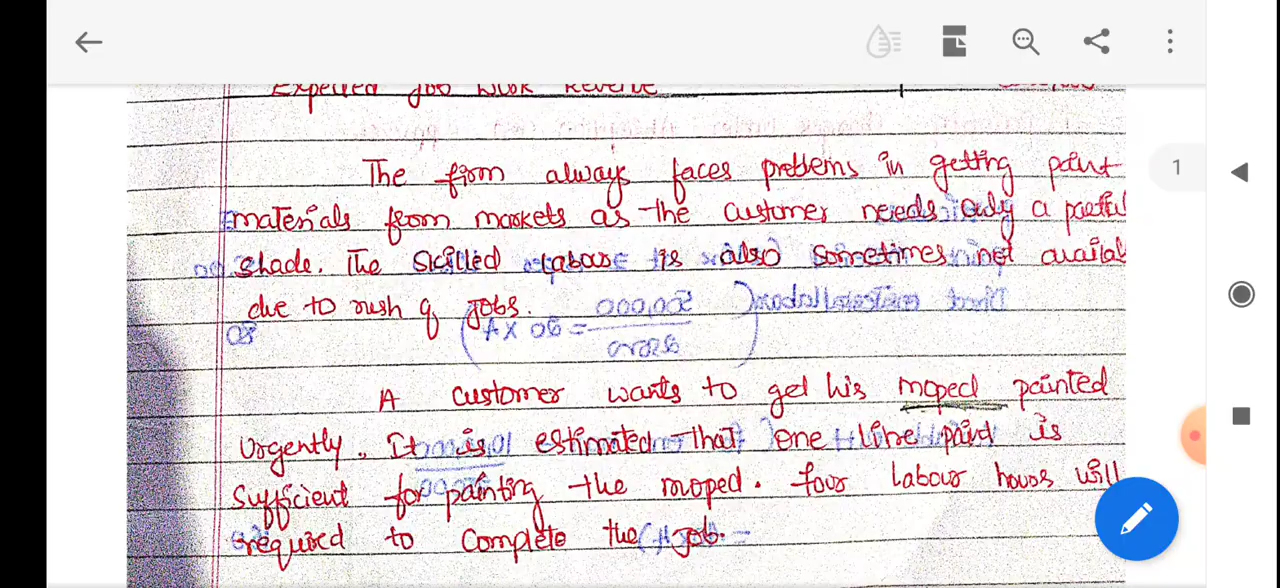 Expected Job Work Revenue
The firm always faces problems in getting paint
materials from markets as the customer needs only a
shade. The skilled labour is also sometimes not availab
due to rush of jobs.
A customer wants to get his moped painted
urgently. It is estimated that one litre paint is
sufficient for painting the moped. four labour hours will
required to complete the job.
1